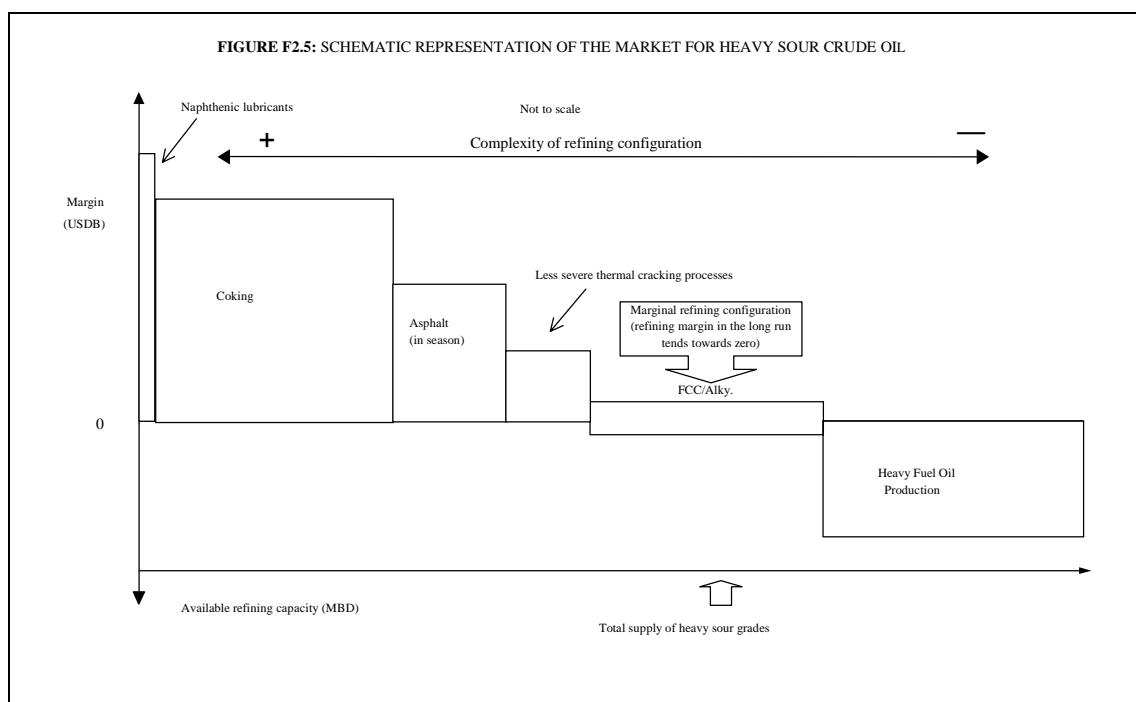 FIGURE F2.5: SCHEMATIC REPRESENTATION OF THE MARKET FOR HEAVY SOUR CRUDE OIL
Naphthenic lubricants
Not to scale
+
—
Complexity of refining configuration
Margin
(USDB)
Less severe thermal cracking processes
Coking
Marginal refining configuration
(refining margin in the long run
tends towards zero)
Asphalt
(in season)
FCC/Alky.
0
Heavy Fuel Oil
Production
Available refining capacity (MBD)
Total supply of heavy sour grades